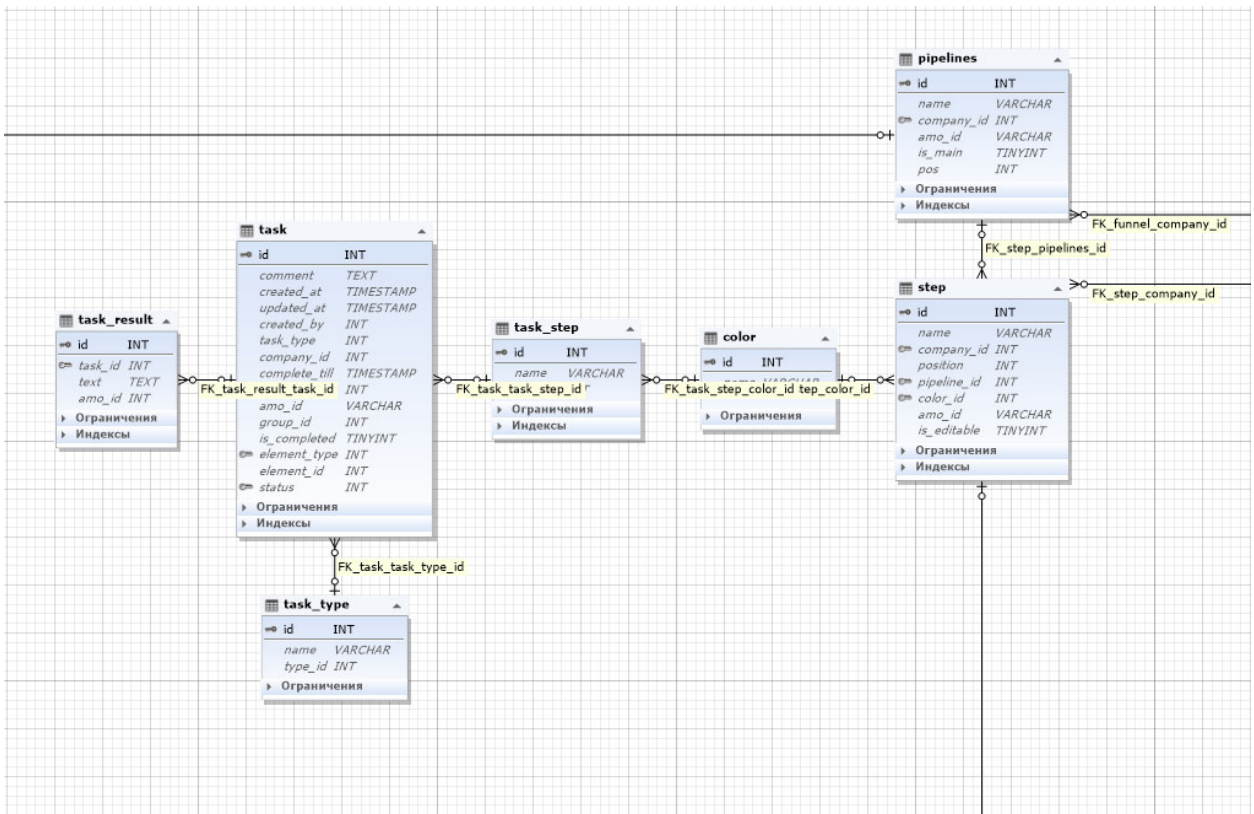 pipelines
id INT
name VARCHAR
company_id INT
amo_id VARCHAR
is_main TINYINT
pos INT
Ограничения
Индексы
FK_funnel_company_id
FK_step_pipelines_id
task
id INT
comment TEXT
created_at TIMESTAMP
updated_at TIMESTAMP
created_by INT
task_type INT
company_id INT
complete_till TIMESTAMP
INT
amo_id VARCHAR
group_id INT
is_completed TINYINT
element_type INT
element_id INT
status INT
Ограничения
Индексы
step
id INT
name VARCHAR
company_id INT
position INT
pipeline_id INT
color_id INT
amo_id VARCHAR
is_editable TINYINT
Ограничения
Индексы
FK_step_company_id
task_result
id INT
task_id INT
text TEXT
amo_id INT
Ограничения
Индексы
FK_task_result_task_id
task_step
id INT
name VARCHAR
Ограничения
Индексы
FK_task_task_step_id
color
id INT
Ограничения
FK_task_step_color_id
tep_color_id
FK_task_task_type_id
task_type
id INT
name VARCHAR
type_id INT
Ограничения